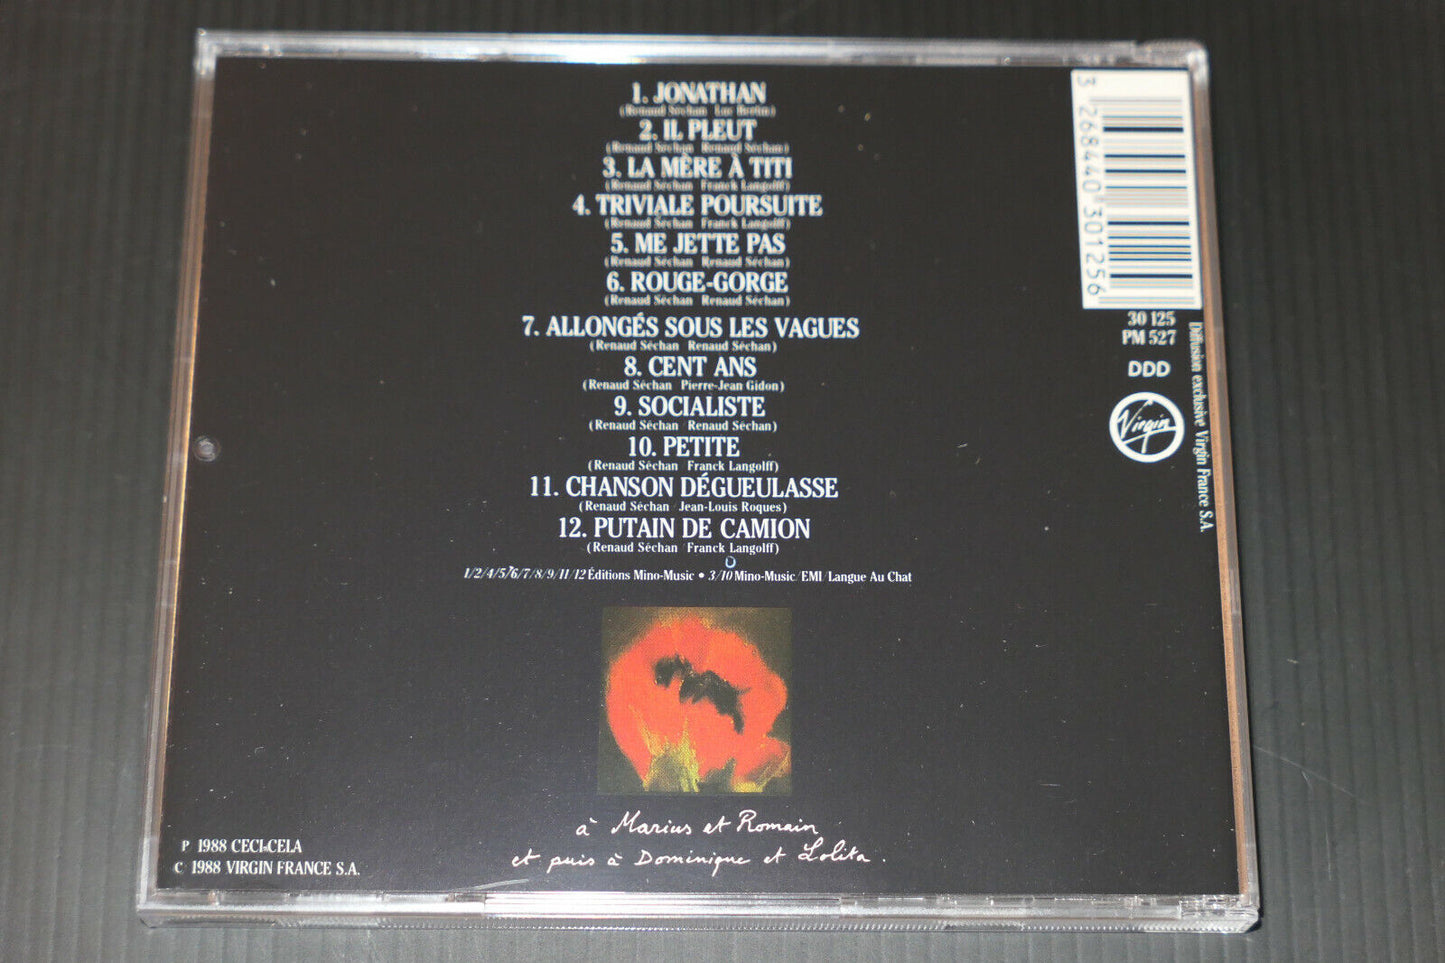 1. JONATHAN
(Renaud Séchan Luc Bertin)
2. IL PLEUT
(Renaud Séchan Renaud Séchan)
3. LA MÈRE À TITI
(Renaud Séchan Franck Langolff)
4. TRIVIALE POURSUITE
(Renaud Séchan Franck Langolff)
5. ME JETTE PAS
(Renaud Séchan Renaud Séchan)
6. ROUGE-GORGE
(Renaud Séchan Renaud Séchan)
7. ALLONGÉS SOUS LES VAGUES
(Renaud Séchan Renaud Séchan)
8. CENT ANS
(Renaud Séchan Pierre-Jean Gidon)
9. SOCIALISTE
(Renaud Séchan / Renaud Séchan)
10. PETITE
(Renaud Séchan / Franck Langolff)
11. CHANSON DÉGUEULASSE
(Renaud Séchan / Jean-Louis Roques)
12. PUTAIN DE CAMION
(Renaud Séchan / Franck Langolff)
1/2/4/5/6/7/8/9/11/12 Éditions Mino-Music • 3/10 Mino-Music/EMI/Langue Au Chat
à Marius et Romain
et puis à Dominique et Lolita.
P 1988 CECI-CELA
C 1988 VIRGIN FRANCE S.A.
3 268440 301256
30 125
PM 527
DDD
Virgin
Diffusion exclusive Virgin France S.A.